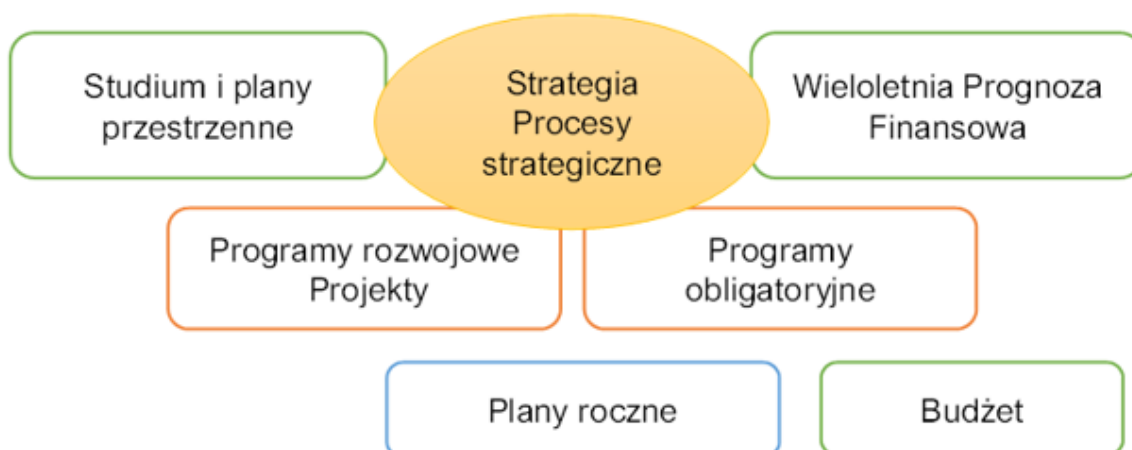 Studium i plany
przestrzenne
Strategia
Procesy
strategiczne
Wieloletnia Prognoza
Finansowa
Programy rozwojowe
Projekty
Programy
obligatoryjne
Plany roczne
Budżet